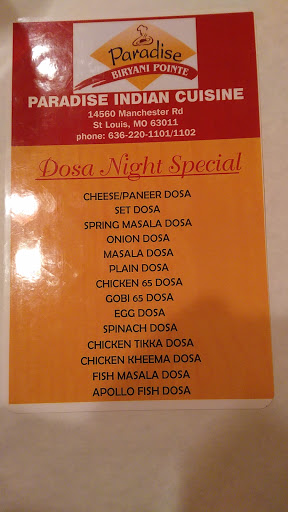 Paradise
BIRYANI POINTE
PARADISE INDIAN CUISINE
14560 Manchester Rd
St Louis, MO 63011
phone: 636-220-1101/1102
Dosa Night Special
CHEESE/PANEER DOSA
SET DOSA
SPRING MASALA DOSA
ONION DOSA
MASALA DOSA
PLAIN DOSA
CHICKEN 65 DOSA
GOBI 65 DOSA
EGG DOSA
SPINACH DOSA
CHICKEN TIKKA DOSA
CHICKEN KHEEMA DOSA
FISH MASALA DOSA
APOLLO FISH DOSA